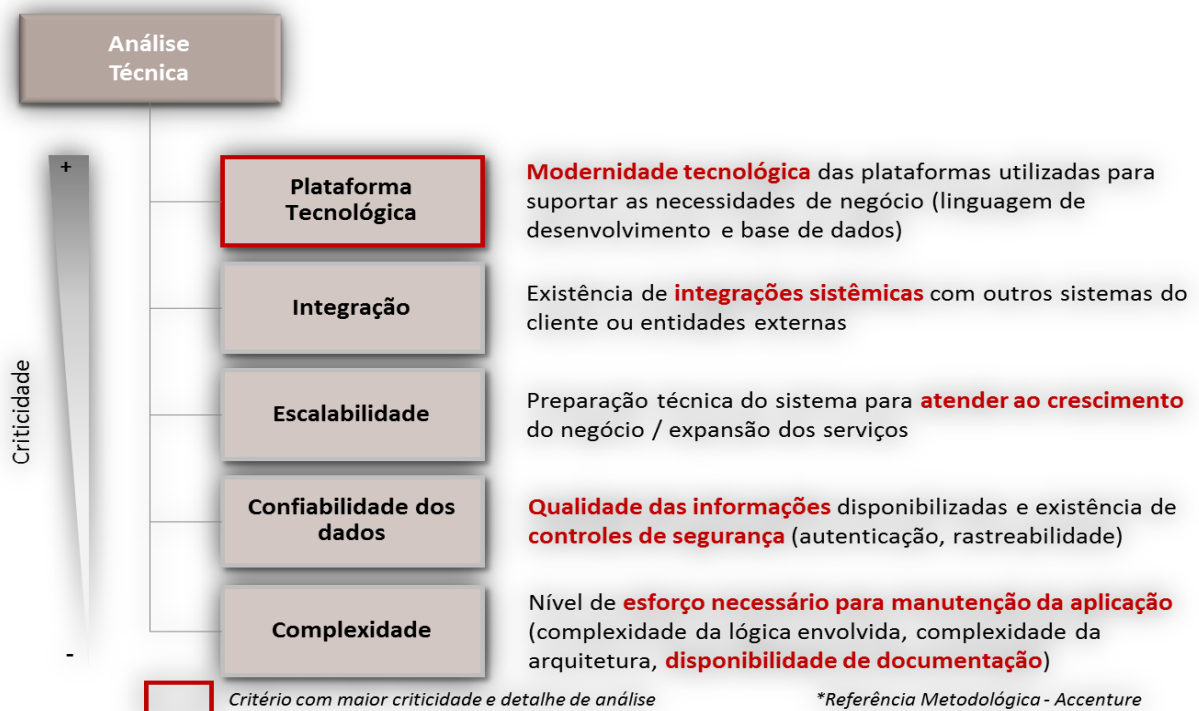 Análise
Técnica
+
Plataforma
Tecnológica
Modernidade tecnológica das plataformas utilizadas para
suportar as necessidades de negócio (linguagem de
desenvolvimento e base de dados)
Integração
Existência de integrações sistêmicas com outros sistemas do
cliente ou entidades externas
Criticidade
Escalabilidade
Preparação técnica do sistema para atender ao crescimento
do negócio / expansão dos serviços
Confiabilidade dos
dados
Qualidade das informações disponibilizadas e existência de
controles de segurança (autenticação, rastreabilidade)
Complexidade
Nível de esforço necessário para manutenção da aplicação
(complexidade da lógica envolvida, complexidade da
arquitetura, disponibilidade de documentação)
-
Critério com maior criticidade e detalhe de análise
*Referência Metodológica - Accenture